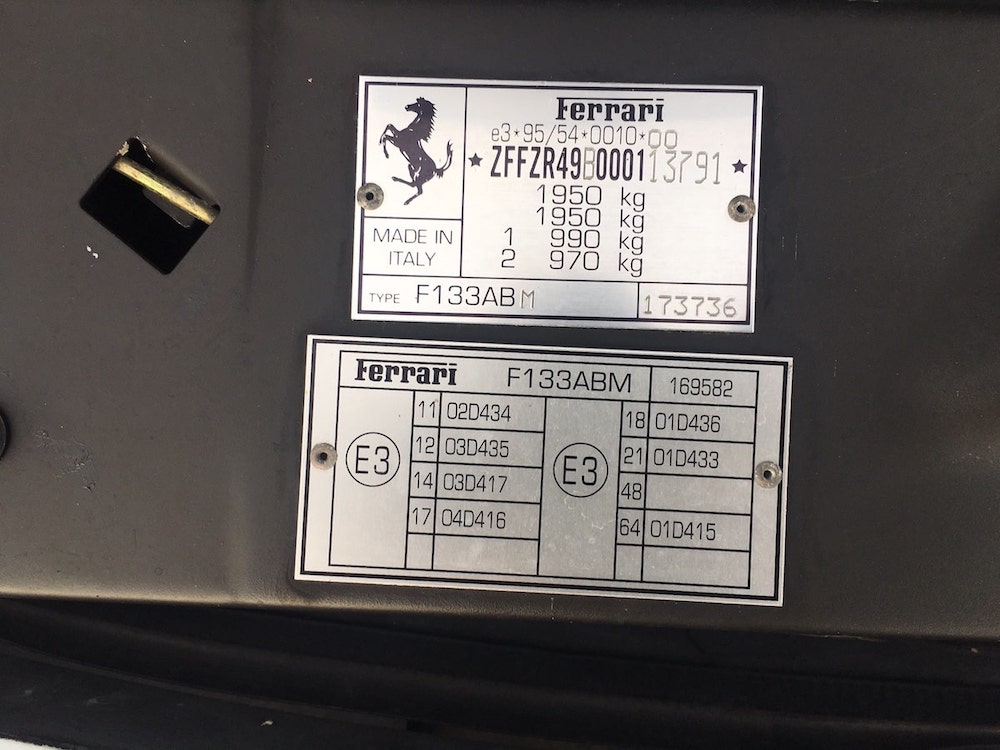 Ferrari
e3*95/54*0010*00
★ZFFZR49B000113791★
1950 kg
1950 kg
1 990 kg
2 970 kg
MADE IN
ITALY
TYPE F133ABM
173736
Ferrari F133ABM 169582
E3
11 02D434
12 03D435
14 03D417
17 04D416
E3
18 01D436
21 01D433
48
64 01D415